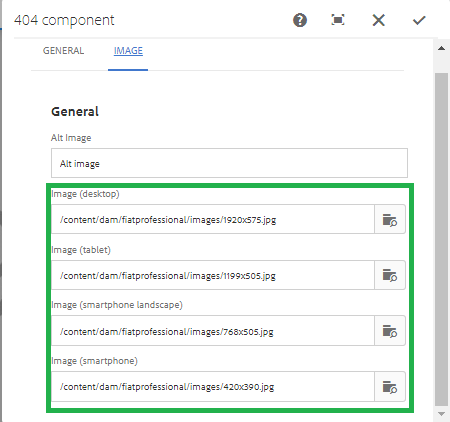 404 component
GENERAL IMAGE
General
Alt Image
Alt image
Image (desktop)
/content/dam/fiatprofessional/images/1920x575.jpg
Image (tablet)
/content/dam/fiatprofessional/images/1199x505.jpg
Image (smartphone landscape)
/content/dam/fiatprofessional/images/768x505.jpg
Image (smartphone)
/content/dam/fiatprofessional/images/420x390.jpg